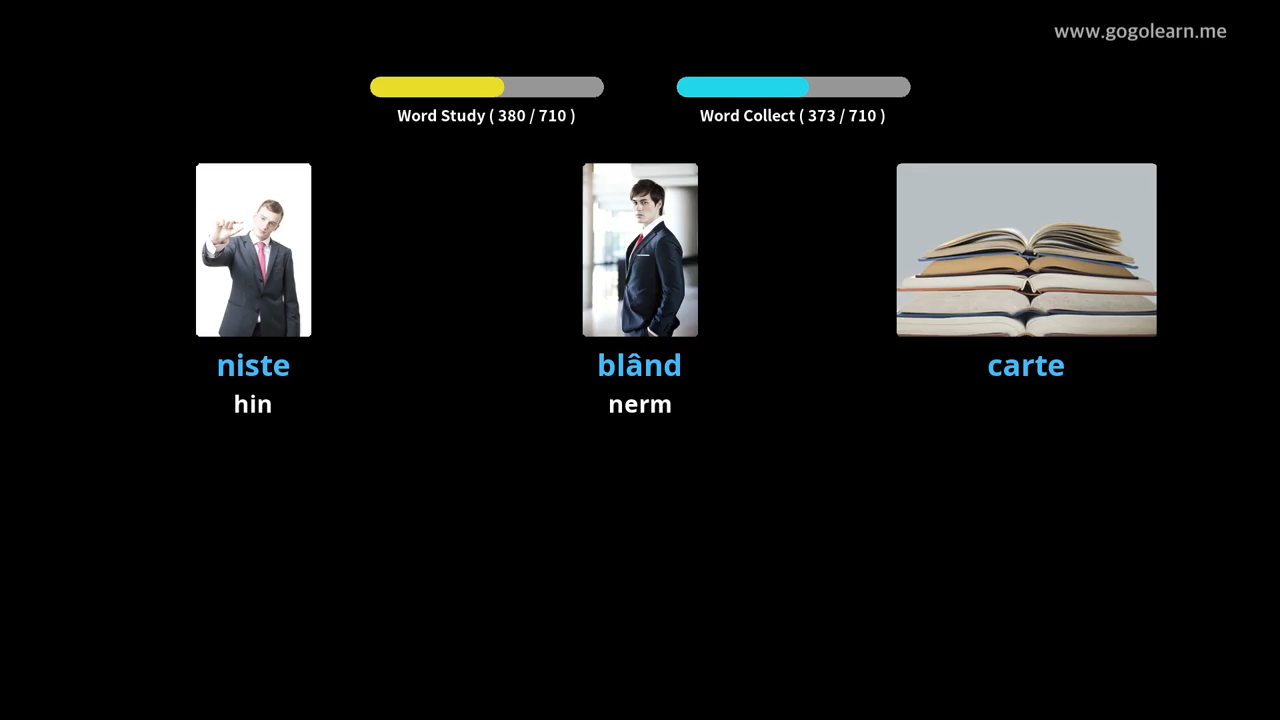 www.gogolearn.me
Word Study ( 380 / 710 )
Word Collect ( 373 / 710 )
niste
blând
carte
hin
nerm